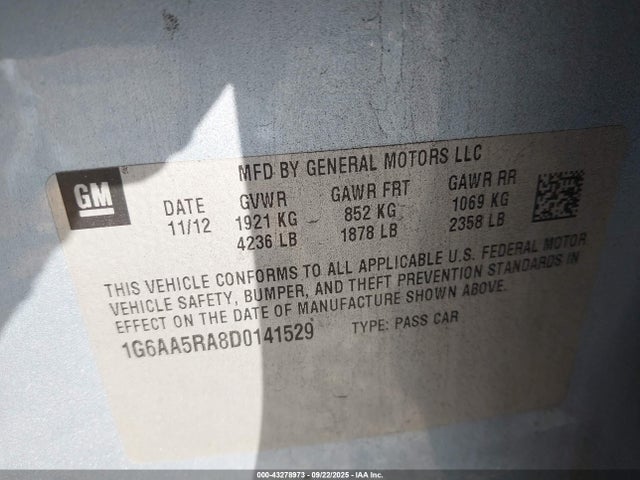 GM
MFD BY GENERAL MOTORS LLC
DATE GVWR GAWR FRT GAWR RR
11/12 1921 KG 852 KG 1069 KG
4236 LB 1878 LB 2358 LB
THIS VEHICLE CONFORMS TO ALL APPLICABLE U.S. FEDERAL MOTOR
VEHICLE SAFETY, BUMPER, AND THEFT PREVENTION STANDARDS IN
EFFECT ON THE DATE OF MANUFACTURE SHOWN ABOVE.
1G6AA5RA8D0141529 TYPE: PASS CAR
000-43278973 - 09/22/2025 - IAA Inc.